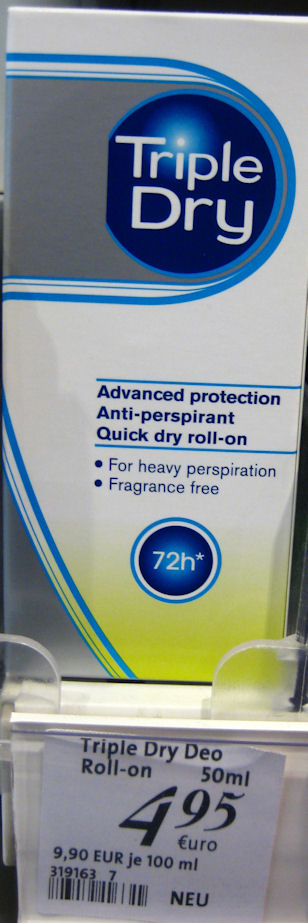 Triple
Dry
Advanced protection
Anti-perspirant
Quick dry roll-on
• For heavy perspiration
• Fragrance free
72h*
Triple Dry Deo
Roll-on 50ml
4,95
€uro
9,90 EUR je 100 ml
319163 7
NEU